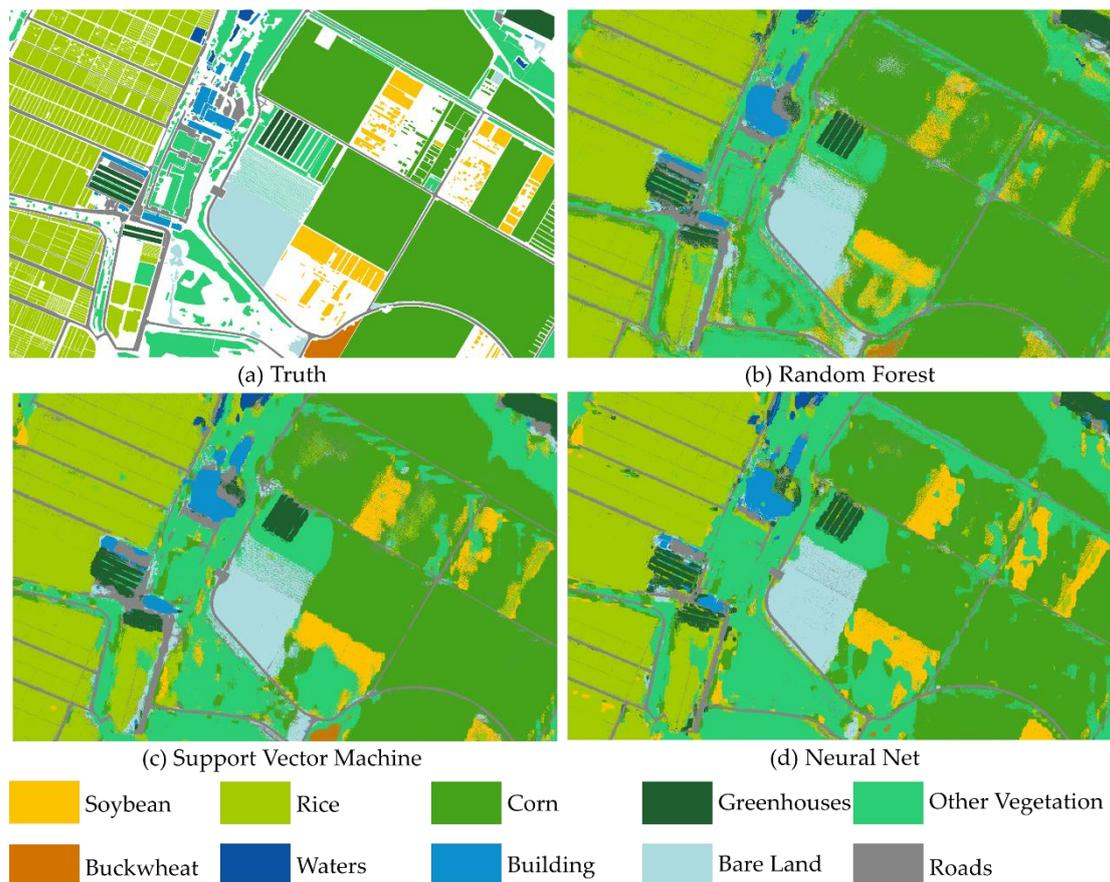 (a) Truth
(b) Random Forest
(c) Support Vector Machine
(d) Neural Net
Soybean
Rice
Corn
Greenhouses
Other Vegetation
Buckwheat
Waters
Building
Bare Land
Roads